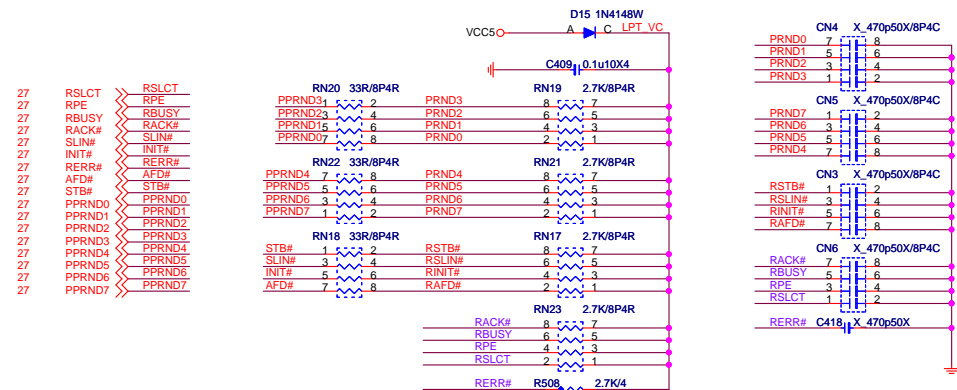 D15 1N4148W
VCC5 A C LPT_VC
C409 0.1u10X4
RN20 33R/8P4R RN19 2.7K/8P4R
PPRND3 1 2 PRND3 8 7
PPRND2 3 4 PRND2 6 5
PPRND1 5 6 PRND1 4 3
PPRND0 7 8 PRND0 2 1
RN22 33R/8P4R RN21 2.7K/8P4R
PPRND4 7 8 PRND4 8 7
PPRND5 5 6 PRND5 6 5
PPRND6 3 4 PRND6 4 3
PPRND7 1 2 PRND7 2 1
RN18 33R/8P4R RN17 2.7K/8P4R
STB# 1 2 RSTB# 8 7
SLIN# 3 4 RSLIN# 6 5
INIT# 5 6 RINIT# 4 3
AFD# 7 8 RAFD# 2 1
RN23 2.7K/8P4R
RACK# 8 7
RBUSY 6 5
RPE 4 3
RSLCT 2 1
RERR# R508 2.7K/4
27 RSLCT RSLCT
27 RPE RPE
27 RBUSY RBUSY
27 RACK# RACK#
27 SLIN# SLIN#
27 INIT# INIT#
27 RERR# RERR#
27 AFD# AFD#
27 STB# STB#
27 PPRND0 PPRND0
27 PPRND1 PPRND1
27 PPRND2 PPRND2
27 PPRND3 PPRND3
27 PPRND4 PPRND4
27 PPRND5 PPRND5
27 PPRND6 PPRND6
27 PPRND7 PPRND7
CN4 X_470p50X/8P4C
PRND0 7 8
PRND1 5 6
PRND2 3 4
PRND3 1 2
CN5 X_470p50X/8P4C
PRND7 1 2
PRND6 3 4
PRND5 5 6
PRND4 7 8
CN3 X_470p50X/8P4C
RSTB# 1 2
RSLIN# 3 4
RINIT# 5 6
RAFD# 7 8
CN6 X_470p50X/8P4C
RACK# 7 8
RBUSY 5 6
RPE 3 4
RSLCT 1 2
RERR# C418 X_470p50X